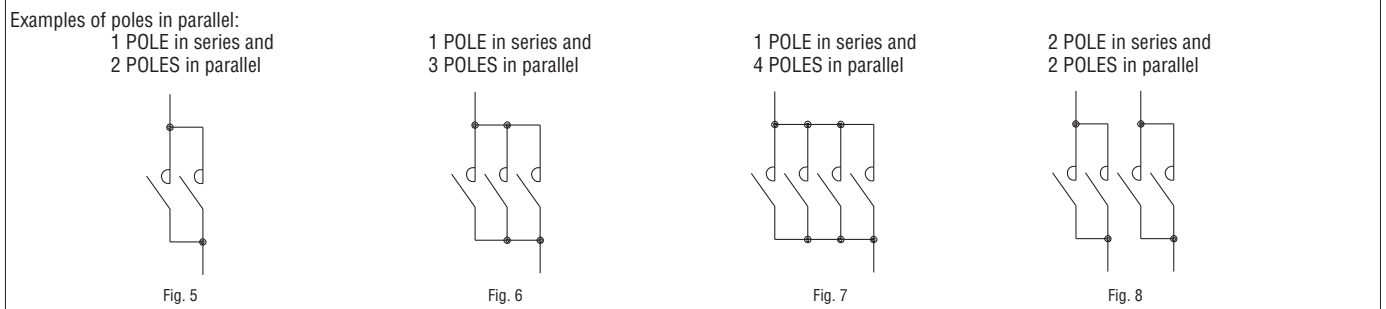 Examples of poles in parallel:
1 POLE in series and
2 POLES in parallel
1 POLE in series and
3 POLES in parallel
1 POLE in series and
4 POLES in parallel
2 POLE in series and
2 POLES in parallel
Fig. 5
Fig. 6
Fig. 7
Fig. 8